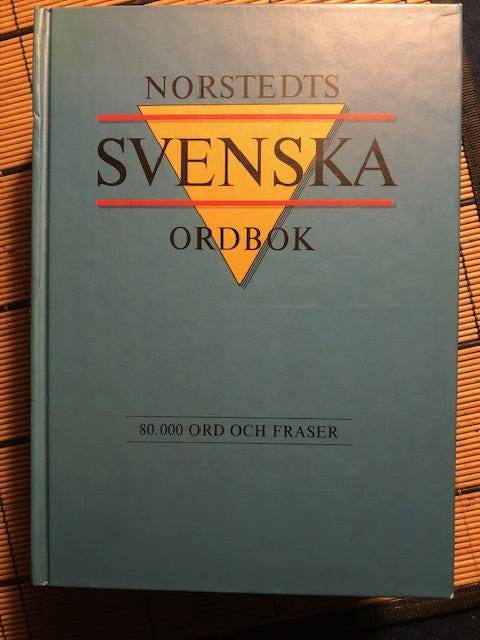 NORSTEDTS
SVENSKA
ORDBOK
80.000 ORD OCH FRASER